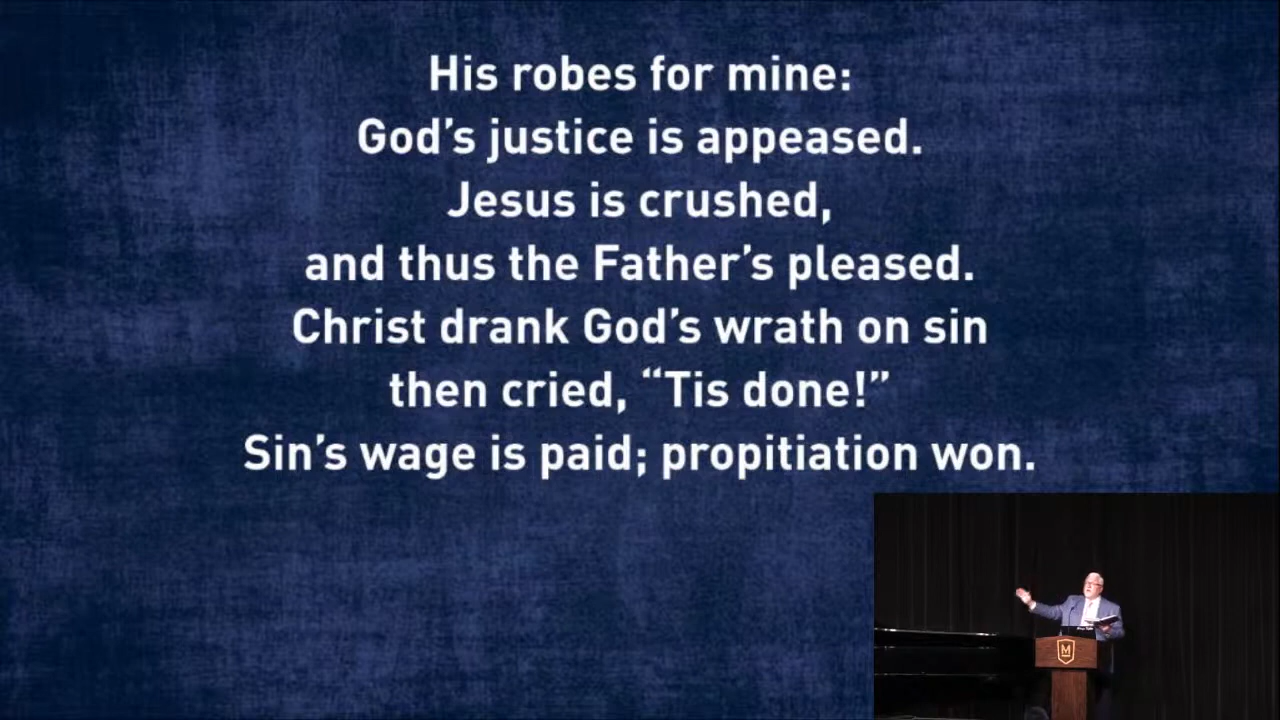 His robes for mine:
God’s justice is appeased.
Jesus is crushed,
and thus the Father’s pleased.
Christ drank God’s wrath on sin
then cried, “Tis done!”
Sin’s wage is paid; propitiation won.
M